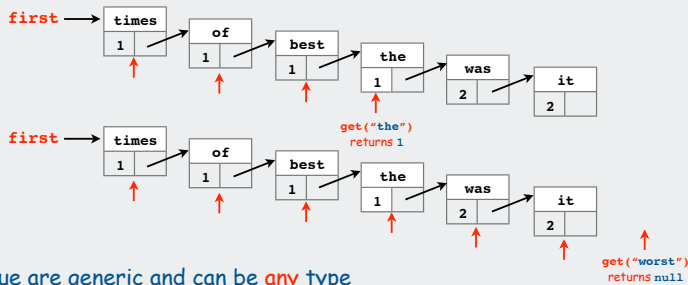 first
times
1
of
1
best
1
the
1
was
2
it
2
get("the")
returns 1
first
times
1
of
1
best
1
the
1
was
2
it
2
get("worst")
returns null
are generic and can be any type